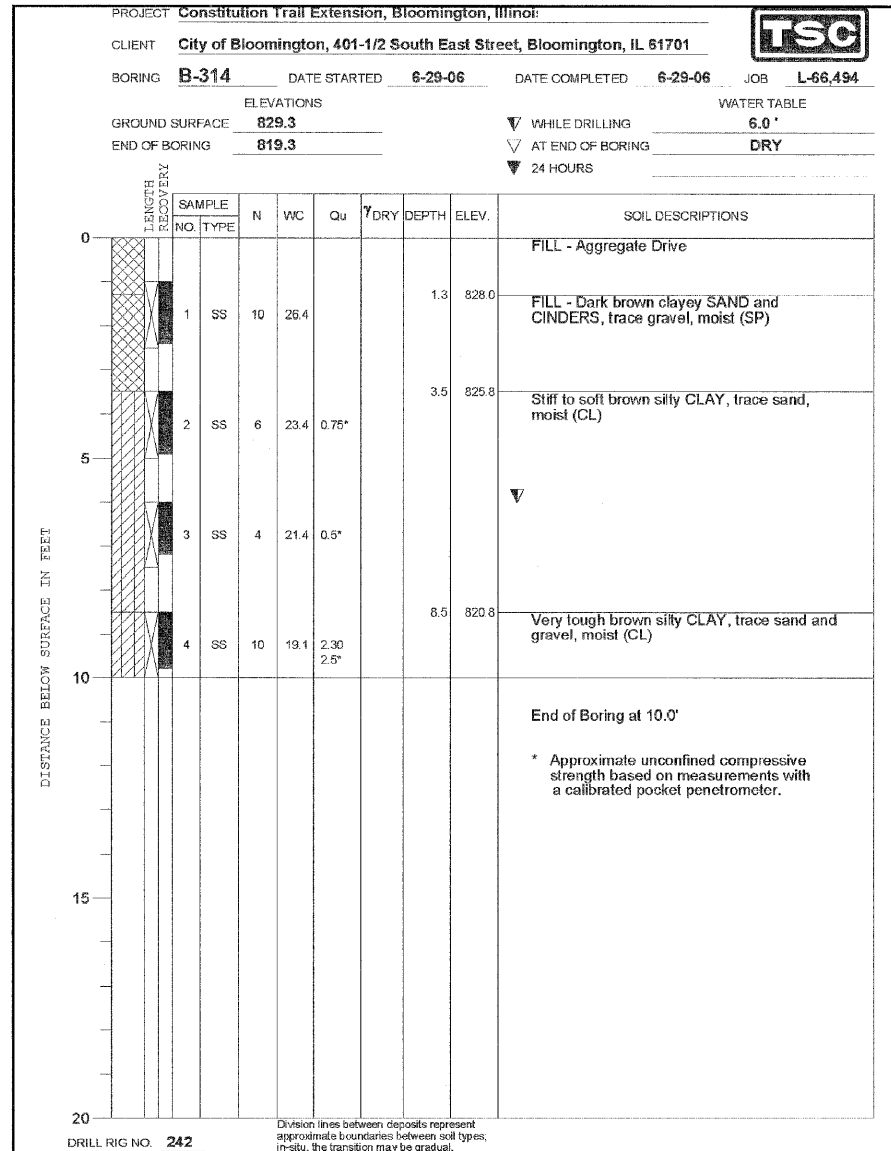 PROJECT Constitution Trail Extension, Bloomington, Illinoi
TSC
CLIENT City of Bloomington, 401-1/2 South East Street, Bloomington, IL 61701
BORING B-314 DATE STARTED 6-29-06 DATE COMPLETED 6-29-06 JOB L-66,494
ELEVATIONS WATER TABLE
GROUND SURFACE 829.3 WHILE DRILLING 6.0 '
END OF BORING 819.3 AT END OF BORING DRY
24 HOURS
LENGTH
RECOVERY
SAMPLE
NO. TYPE N WC Qu γDRY DEPTH ELEV. SOIL DESCRIPTIONS
0
FILL - Aggregate Drive
1.3 828.0
FILL - Dark brown clayey SAND and
1 SS 10 26.4
CINDERS, trace gravel, moist (SP)
3.5 825.8
Stiff to soft brown silty CLAY, trace sand,
moist (CL)
2 SS 6 23.4 0.75*
5
3 SS 4 21.4 0.5*
8.5 820.8
Very tough brown silty CLAY, trace sand and
gravel, moist (CL)
4 SS 10 19.1 2.30
2.5*
10
End of Boring at 10.0'
* Approximate unconfined compressive
strength based on measurements with
a calibrated pocket penetrometer.
DISTANCE BELOW SURFACE IN FEET
15
20
DRILL RIG NO. 242
Division lines between deposits represent
approximate boundaries between soil types;
in-situ, the transition may be gradual.